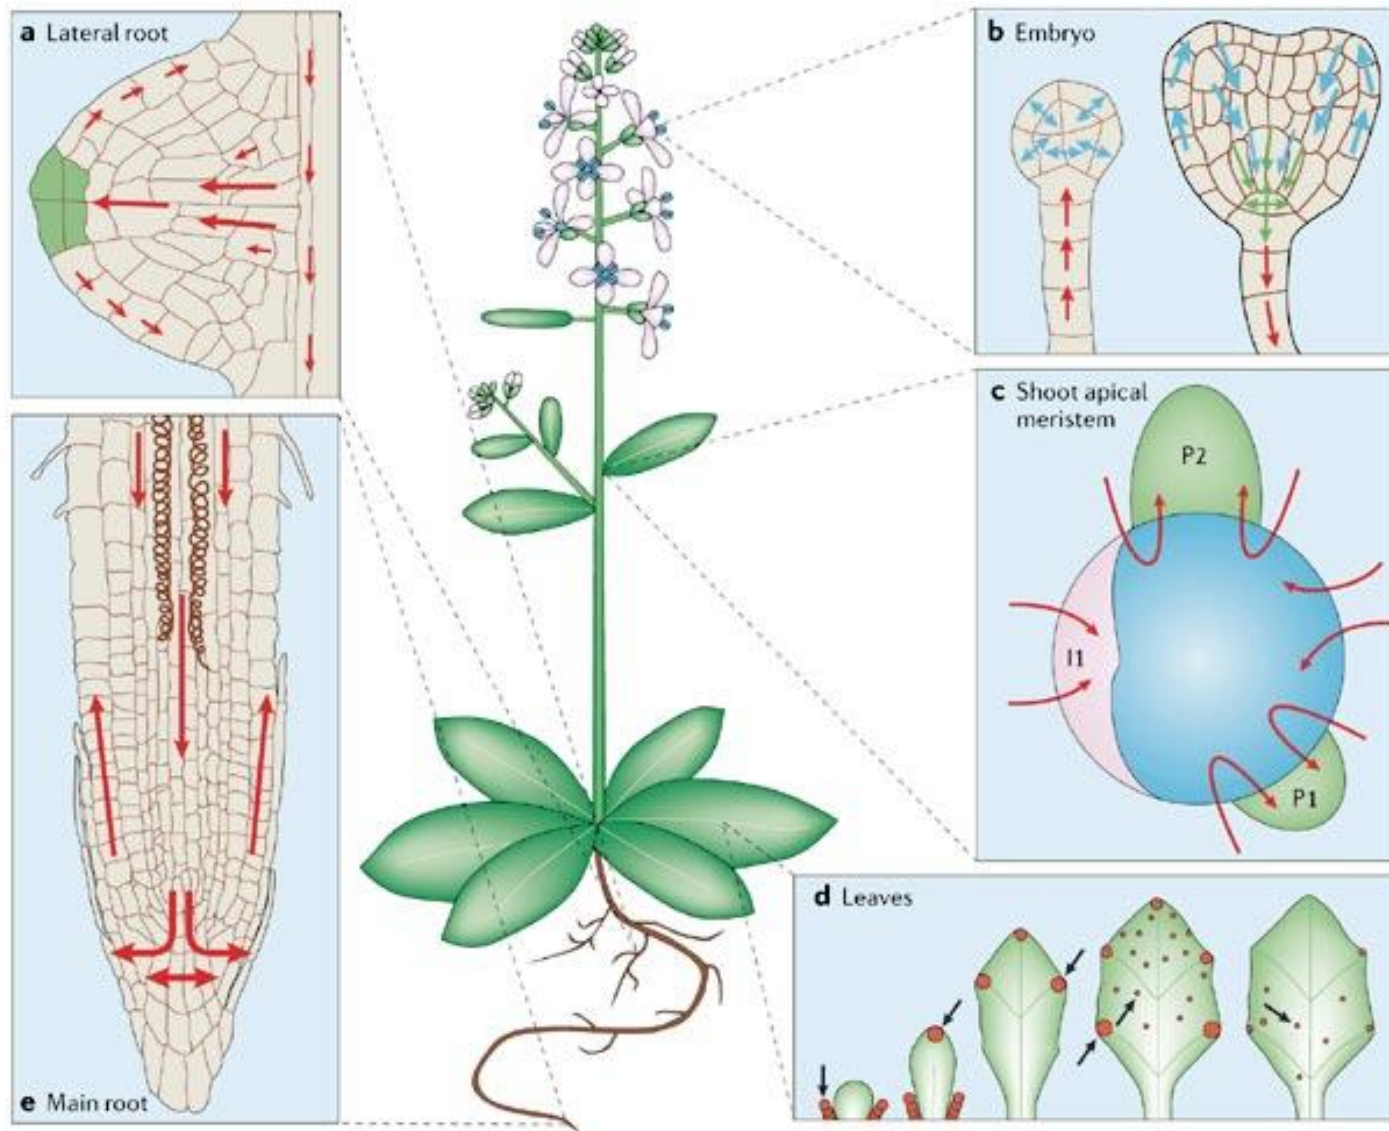 a Lateral root
b Embryo
c Shoot apical
meristem
P2
I1
P1
d Leaves
e Main root